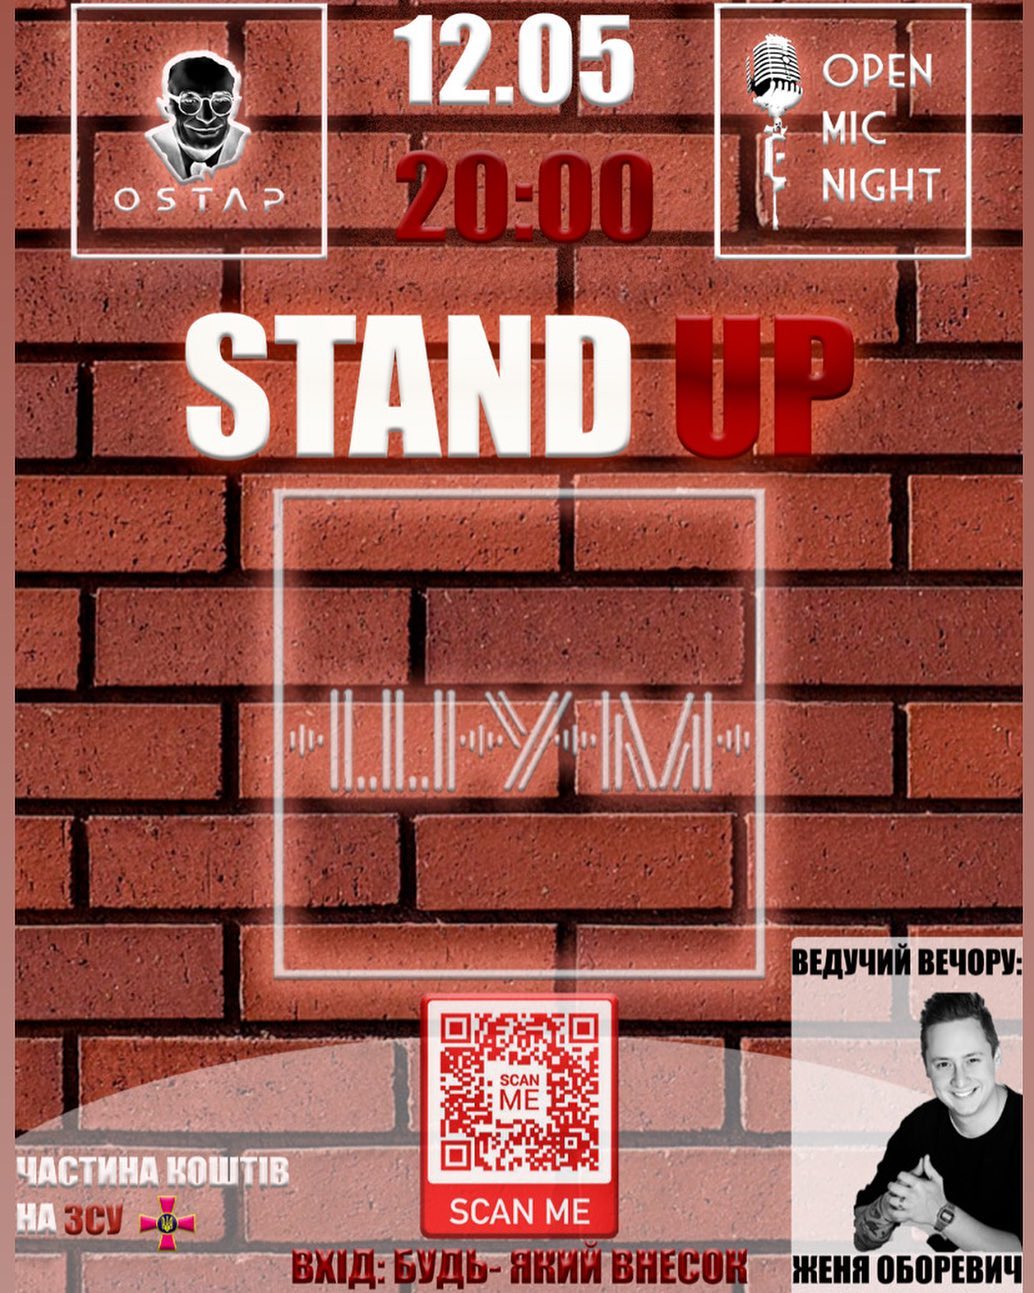 OSTAP
12.05
20:00
OPEN
MIC
NIGHT
STAND UP
ШУМ
ВЕДУЧИЙ ВЕЧОРУ:
SCAN
ME
SCAN ME
ЧАСТИНА КОШТІВ
НА ЗСУ
ВХІД: БУДЬ- ЯКИЙ ВНЕСОК
ЖЕНЯ ОБОРЕВИЧ